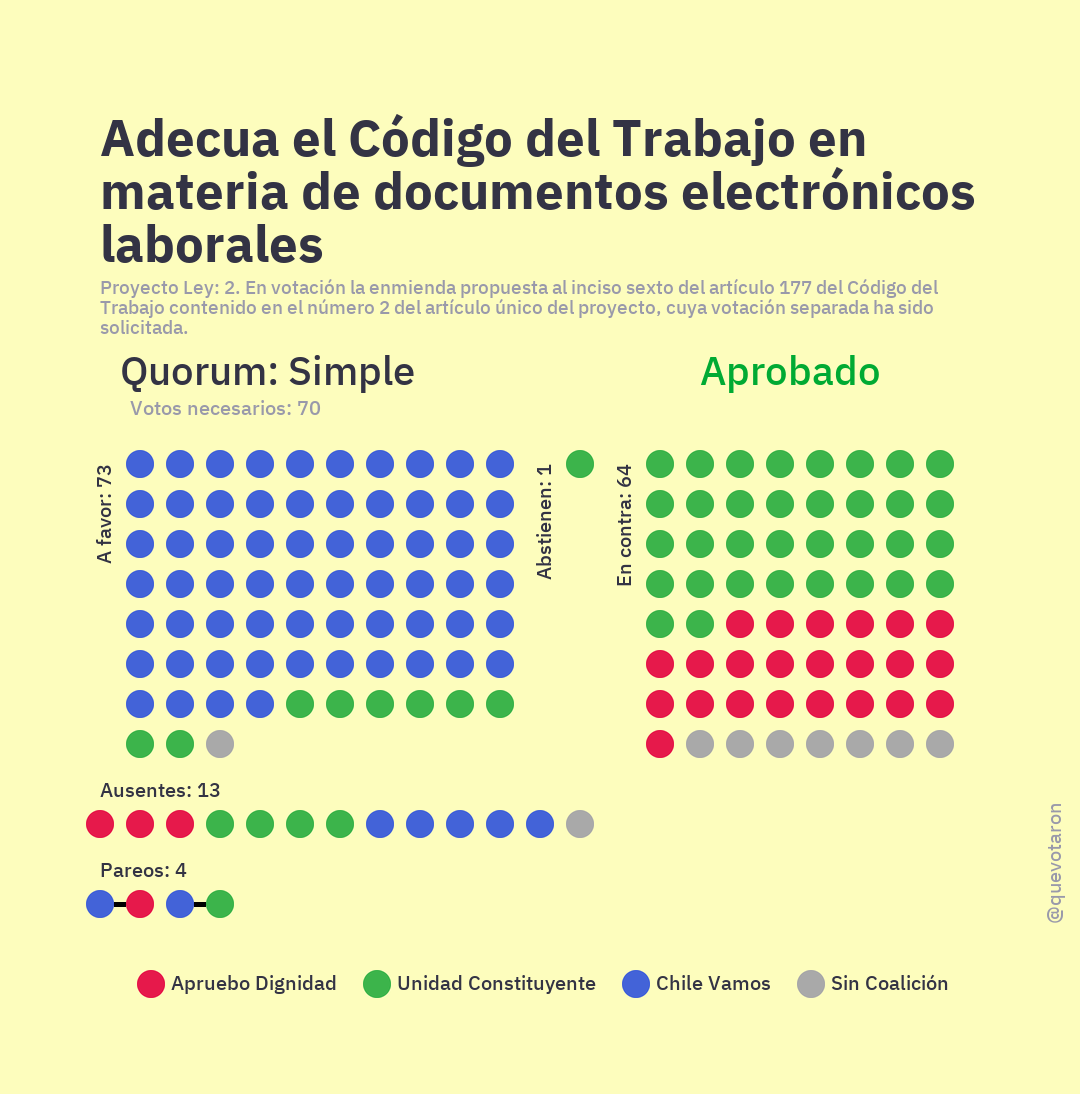 Adecua el Código del Trabajo en
materia de documentos electrónicos
laborales
Proyecto Ley: 2. En votación la enmienda propuesta al inciso sexto del artículo 177 del Código del
Trabajo contenido en el número 2 del artículo único del proyecto, cuya votación separada ha sido
solicitada.
Quorum: Simple
Aprobado
Votos necesarios: 70
A favor: 73
Abstienen: 1
En contra: 64
Ausentes: 13
Pareos: 4
@quevotaron
Apruebo Dignidad
Unidad Constituyente
Chile Vamos
Sin Coalición